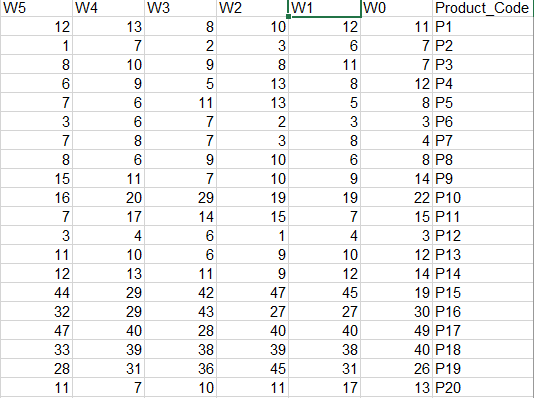 W5 W4 W3 W2 W1 W0 Product_Code
12 13 8 10 12 11 P1
1 7 2 3 6 7 P2
8 10 9 8 11 7 P3
6 9 5 13 8 12 P4
7 6 11 13 5 8 P5
3 6 7 2 3 3 P6
7 8 7 3 8 4 P7
8 6 9 10 6 8 P8
15 11 7 10 9 14 P9
16 20 29 19 19 22 P10
7 17 14 15 7 15 P11
3 4 6 1 4 3 P12
11 10 6 9 10 12 P13
12 13 11 9 12 14 P14
44 29 42 47 45 19 P15
32 29 43 27 27 30 P16
47 40 28 40 40 49 P17
33 39 38 39 38 40 P18
28 31 36 45 31 26 P19
11 7 10 11 17 13 P20